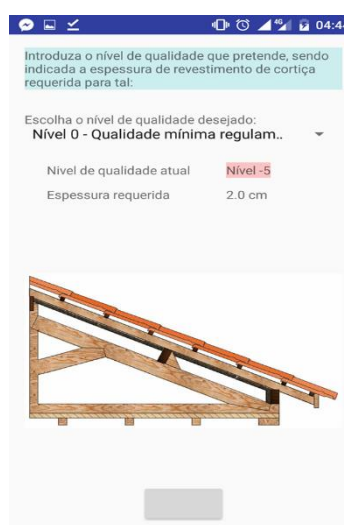 4G 04:4
Introduza o nível de qualidade que pretende, sendo
indicada a espessura de revestimento de cortiça
requerida para tal:
Escolha o nível de qualidade desejado:
Nível 0 - Qualidade mínima regulam..
Nivel de qualidade atual Nível -5
Espessura requerida 2.0 cm